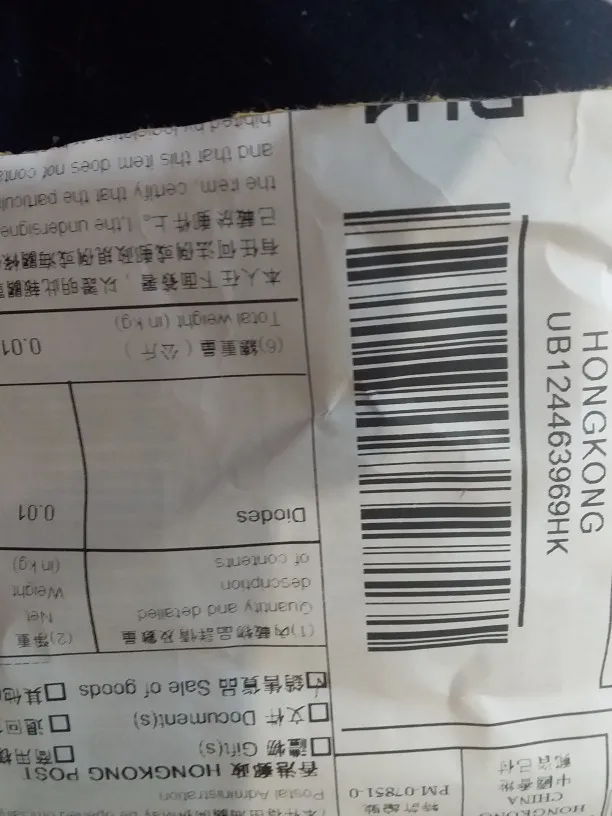 Postal Administration
香港郵政 HONGKONG POST
禮物 Gift(s)
文件 Document(s)
銷售貨品 Sale of goods
其他
(1)內載物品詳情及數量
Quantity and detailed
description
of contents
(2)淨重
Net
Weight
(in kg)
Diodes
0.01
(6)總重量（公斤）
Total weight (in kg)
0.01
本人在下面簽署，以證明此報關
有任何法例或郵政規例或海關條
已載於郵件上。I, the undersigne
the item, certify that the particula
and that this item does not conta
HONGKONG
CHINA
中國香港
郵資已付
特許編號
PM-07851-0
HONGKONG
UB124463969HK